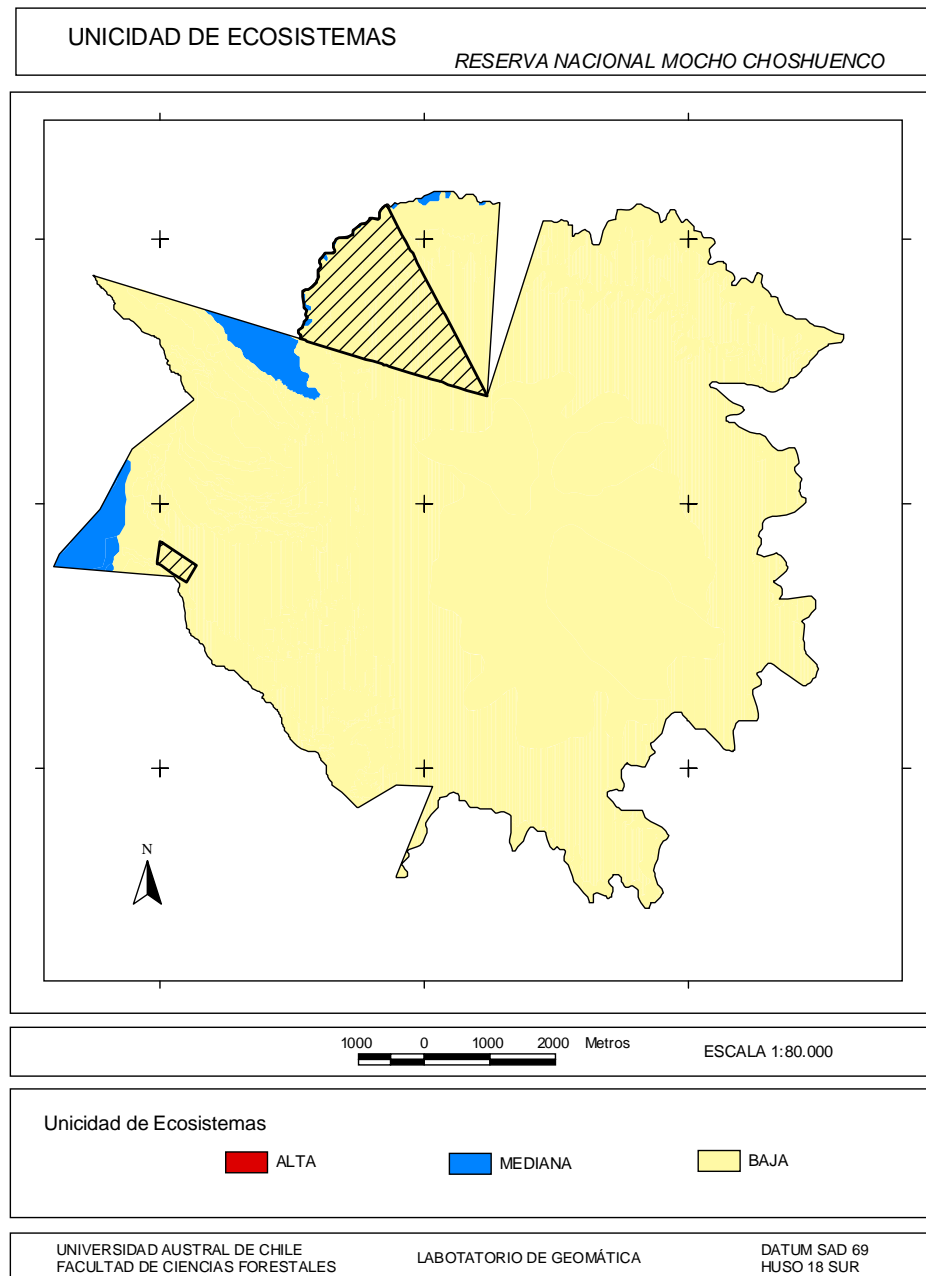 UNICIDAD DE ECOSISTEMAS
RESERVA NACIONAL MOCHO CHOSHUENCO
N
1000 0 1000 2000 Metros
ESCALA 1:80.000
Unicidad de Ecosistemas
ALTA
MEDIANA
BAJA
UNIVERSIDAD AUSTRAL DE CHILE
FACULTAD DE CIENCIAS FORESTALES
LABOTATORIO DE GEOMÁTICA
DATUM SAD 69
HUSO 18 SUR